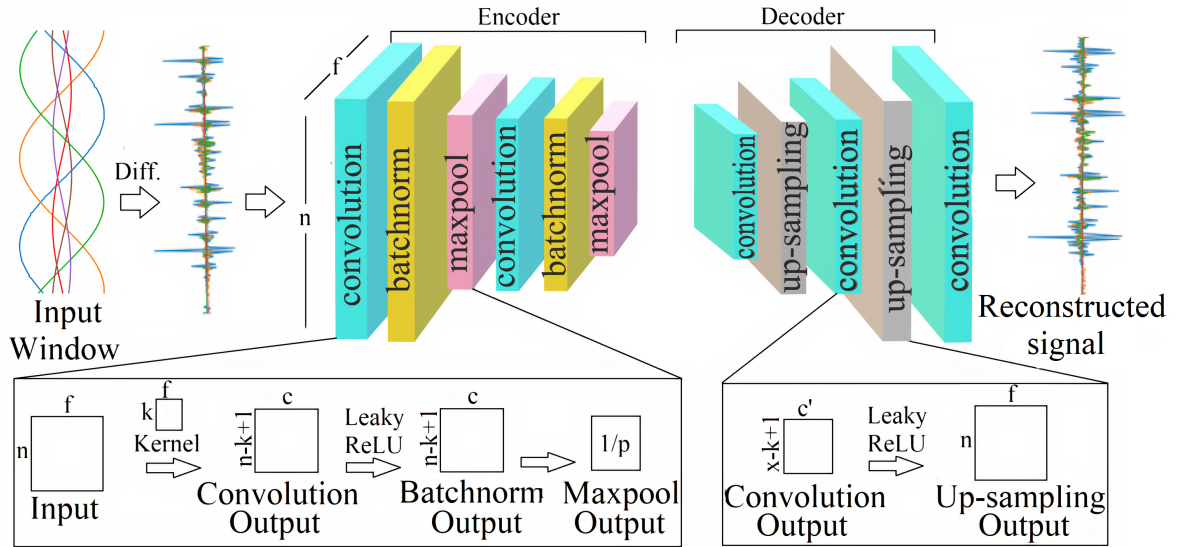 Encoder
Decoder
f
n
Diff.
convolution
batchnorm
maxpool
convolution
batchnorm
maxpool
convolution
up-sampling
convolution
up-sampling
convolution
Input
Window
Reconstructed
signal
f
n
Input
f
k
Kernel
c
n-k+1
Convolution
Output
Leaky
ReLU
c
n-k+1
Batchnorm
Output
1/p
Maxpool
Output
c'
x-k+1
Convolution
Output
Leaky
ReLU
f
n
Up-sampling
Output